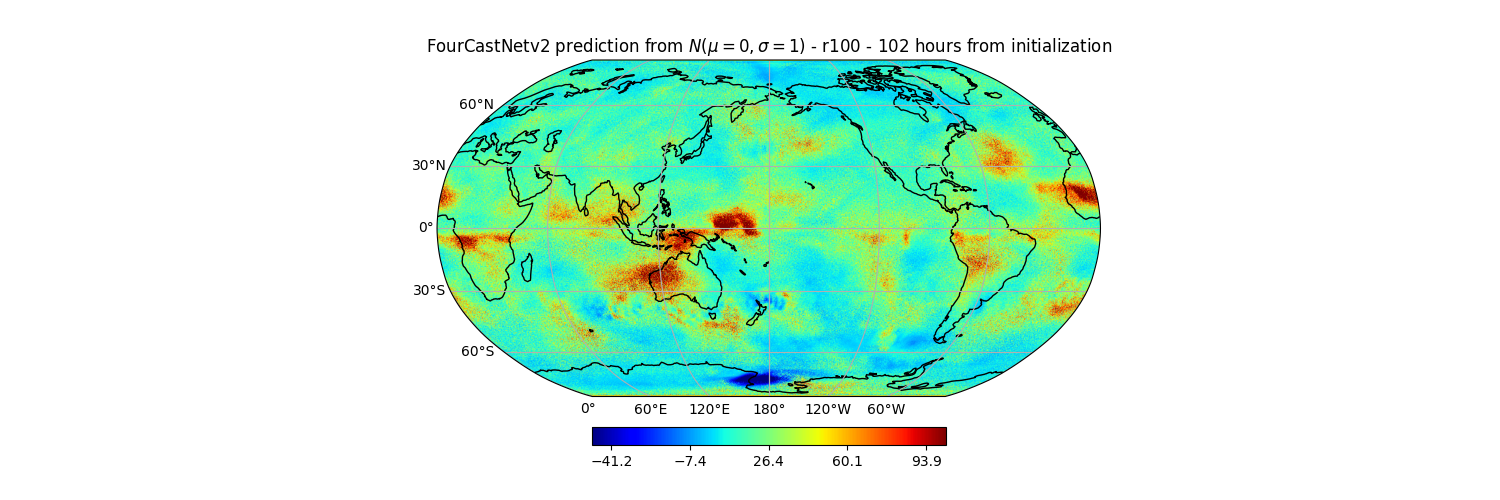 FourCastNetv2 prediction from N(μ = 0, σ = 1) - r100 - 102 hours from initialization
60°N
30°N
0°
30°S
60°S
0° 60°E 120°E 180° 120°W 60°W
−41.2 −7.4 26.4 60.1 93.9